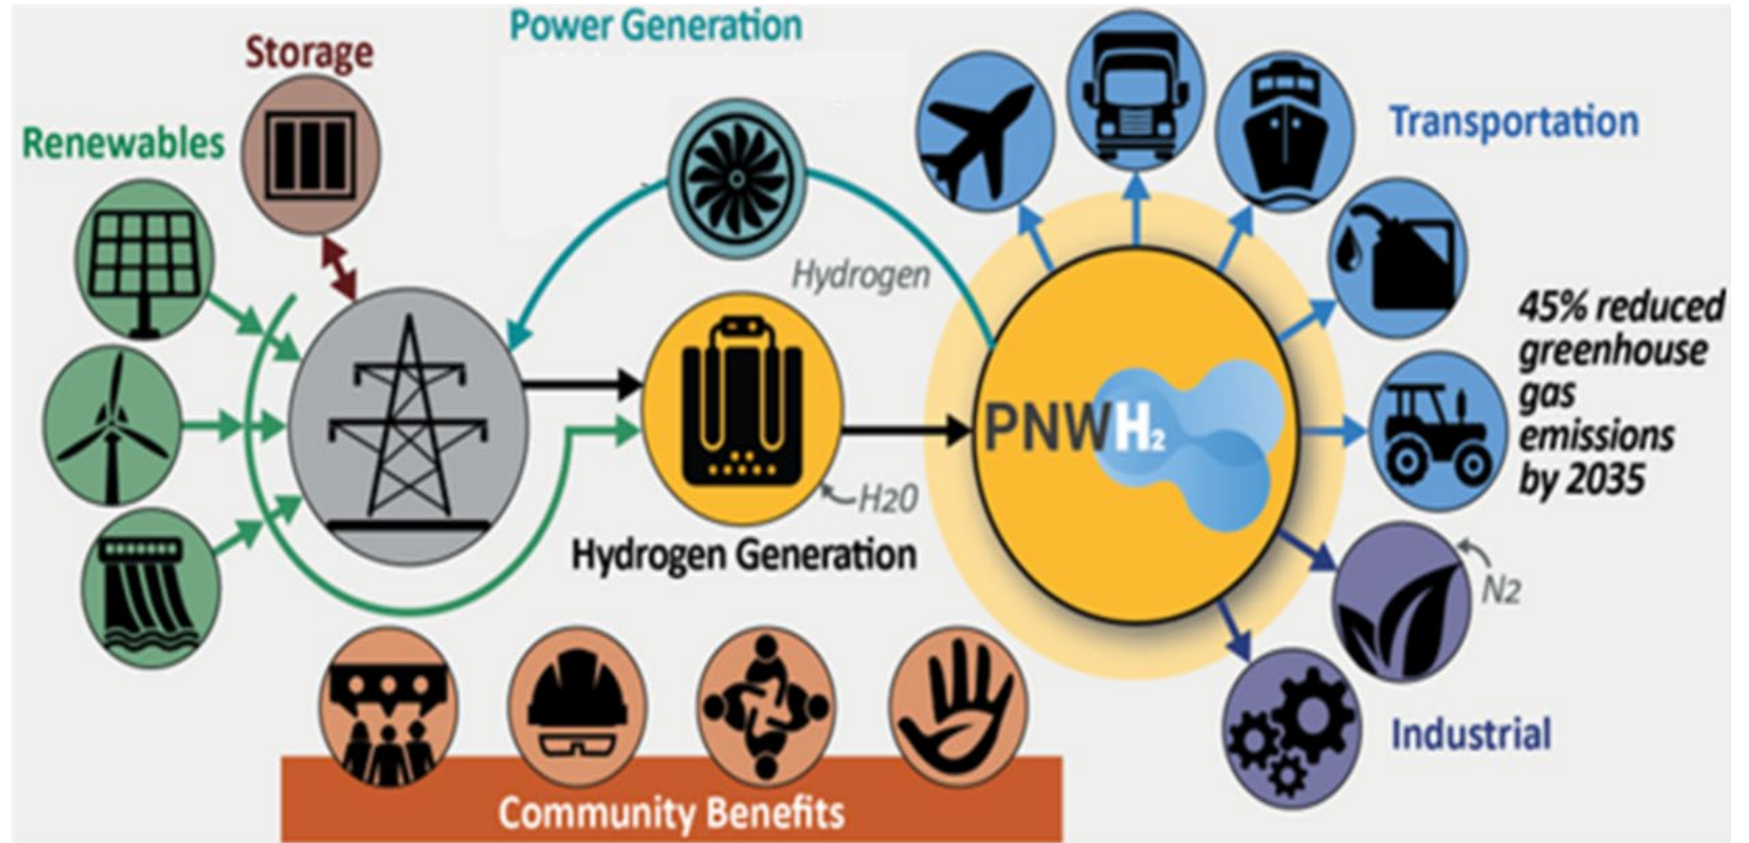 Power Generation
Storage
Renewables
Transportation
Hydrogen
45% reduced
greenhouse
gas
emissions
by 2035
PNWH2
H2O
Hydrogen Generation
N2
Industrial
Community Benefits